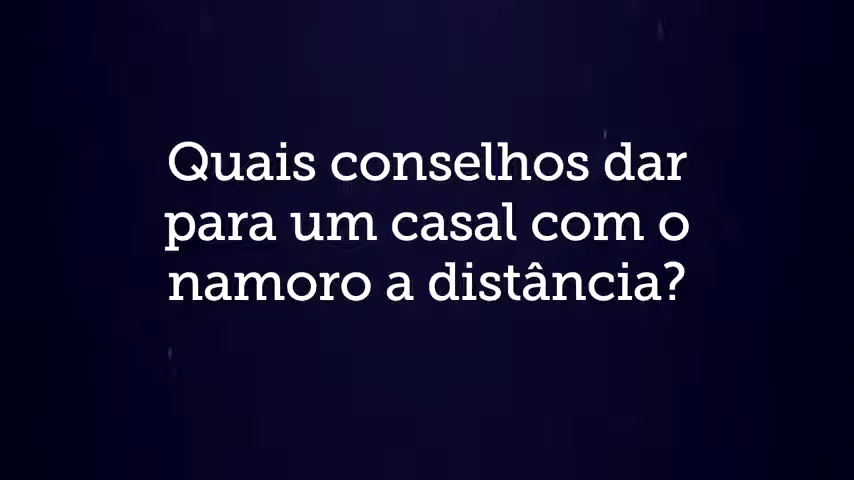 Quais conselhos dar
para um casal com o
namoro a distância?